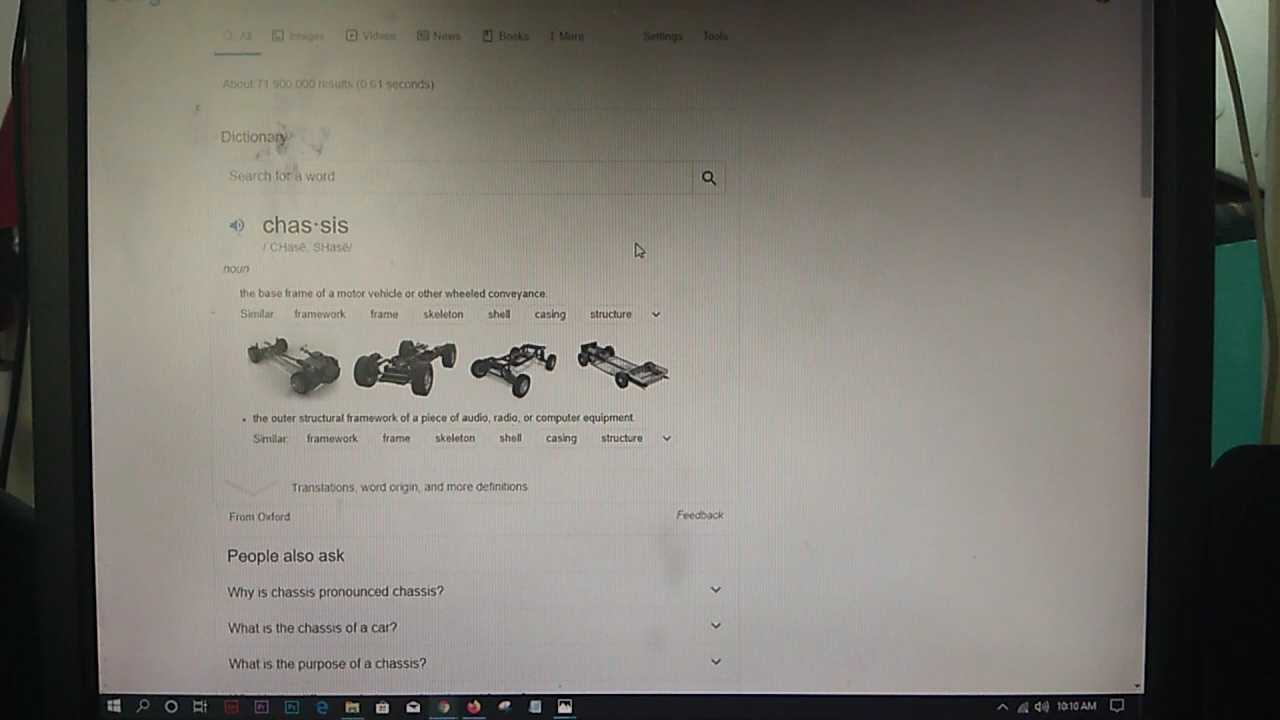 All Images Videos News Books More Settings Tools
About 71,900,000 results (0.61 seconds)
Dictionary
Search for a word
chas·sis
/ˈCHasē, SHasē/
noun
the base frame of a motor vehicle or other wheeled conveyance.
Similar: framework frame skeleton shell casing structure
• the outer structural framework of a piece of audio, radio, or computer equipment.
Similar: framework frame skeleton shell casing structure
Translations, word origin, and more definitions
From Oxford Feedback
People also ask
Why is chassis pronounced chassis?
What is the chassis of a car?
What is the purpose of a chassis?
10:10 AM